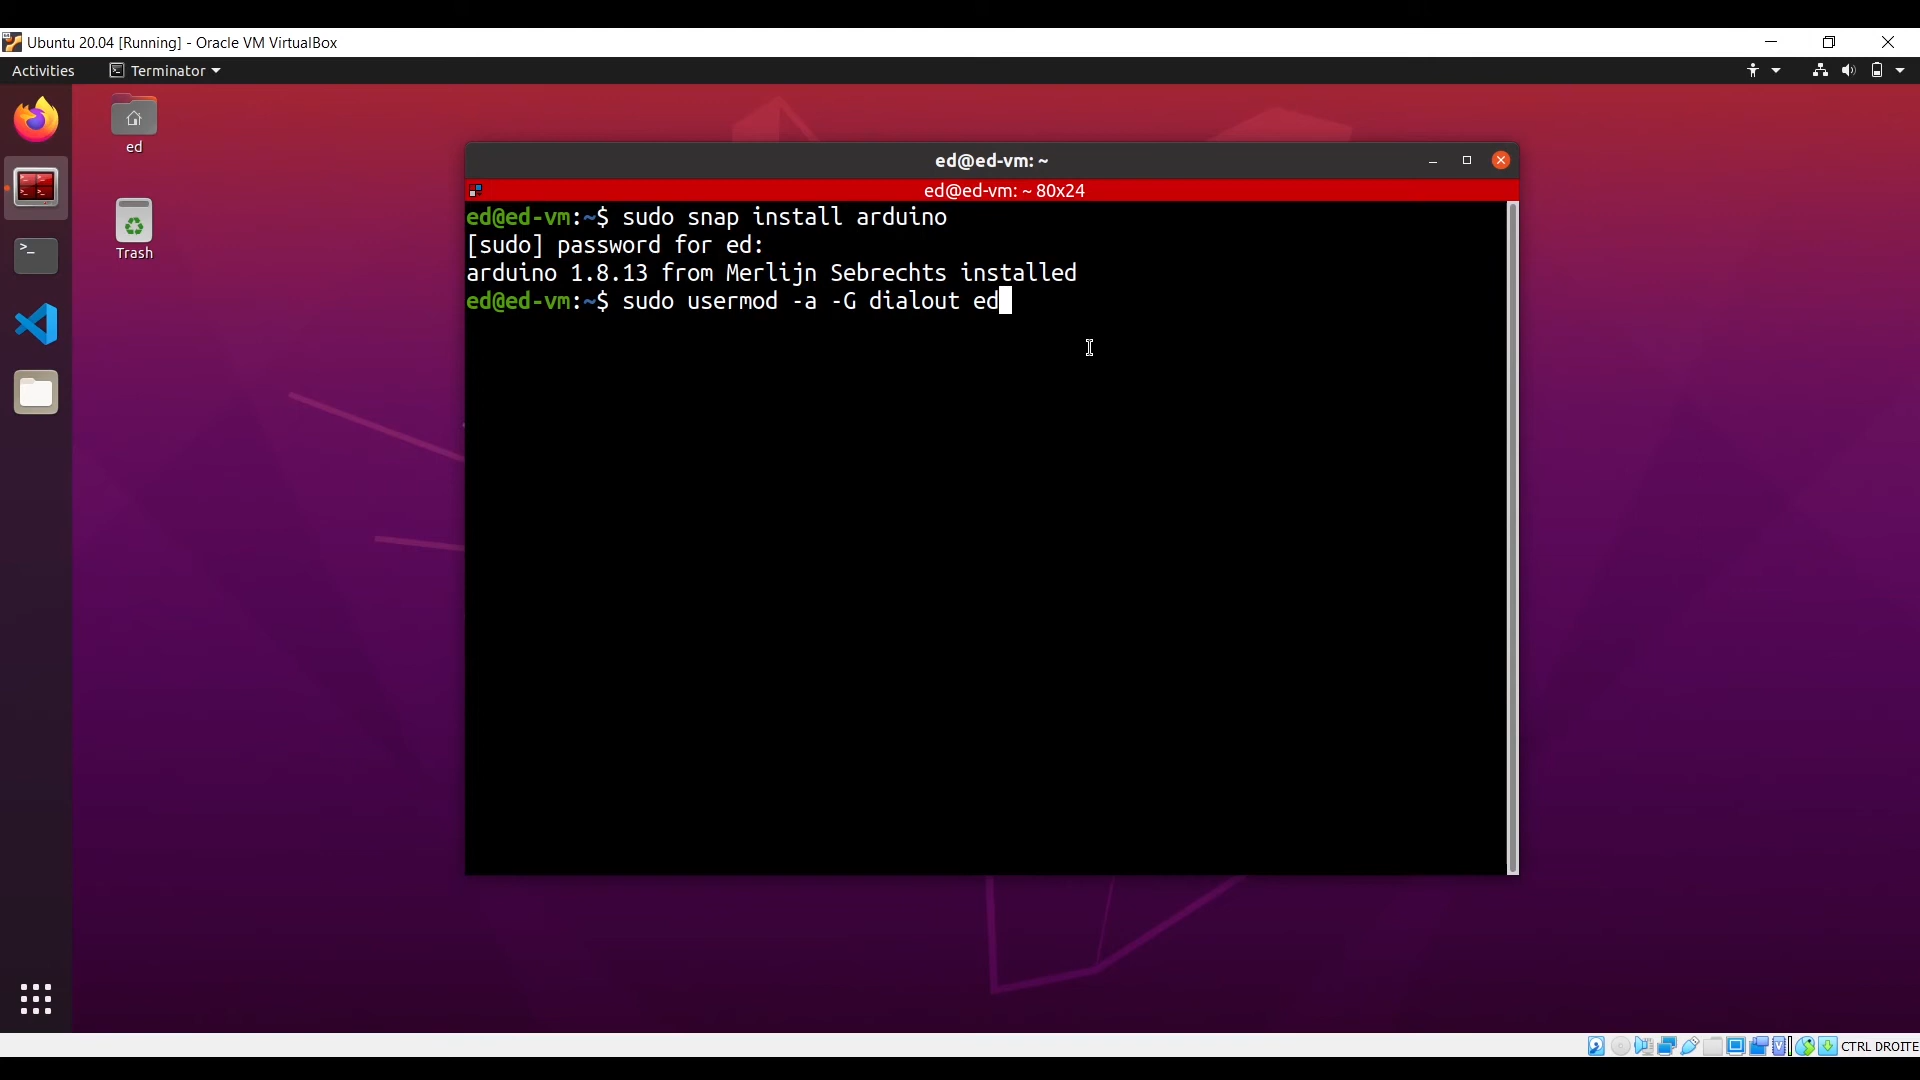 Ubuntu 20.04 [Running] - Oracle VM VirtualBox
Activities Terminator
ed
Trash
ed@ed-vm: ~
ed@ed-vm: ~ 80x24
ed@ed-vm:~$ sudo snap install arduino
[sudo] password for ed:
arduino 1.8.13 from Merlijn Sebrechts installed
ed@ed-vm:~$ sudo usermod -a -G dialout ed
CTRL DROITE